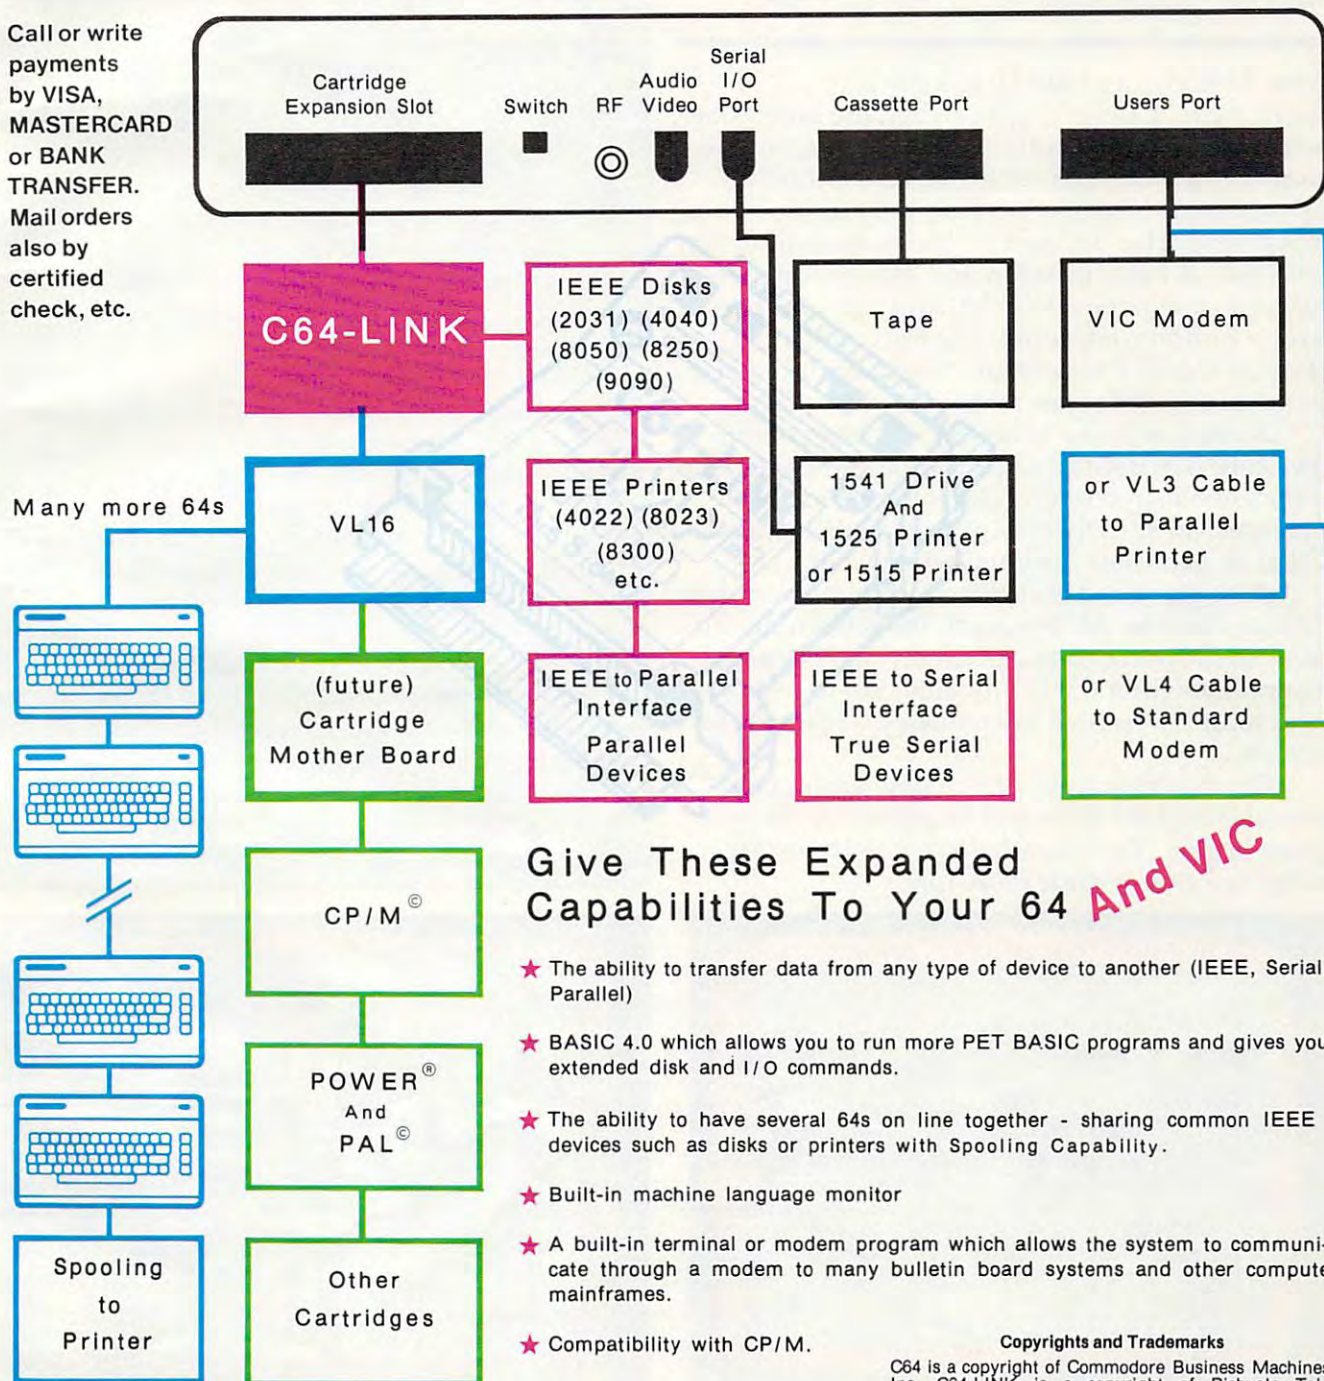 Call or write
payments
by VISA,
MASTERCARD
or BANK
TRANSFER.
Mail orders
also by
certified
check, etc.
Cartridge
Expansion Slot
Switch
RF
Audio
Video
Serial
I/O
Port
Cassette Port
Users Port
C64-LINK
IEEE Disks
(2031) (4040)
(8050) (8250)
(9090)
Tape
VIC Modem
Many more 64s
VL16
IEEE Printers
(4022) (8023)
(8300)
etc.
1541 Drive
And
1525 Printer
or 1515 Printer
or VL3 Cable
to Parallel
Printer
(future)
Cartridge
Mother Board
IEEE to Parallel
Interface
Parallel
Devices
IEEE to Serial
Interface
True Serial
Devices
or VL4 Cable
to Standard
Modem
CP/M©
POWER®
And
PAL©
Other
Cartridges
Spooling
to
Printer
Give These Expanded
Capabilities To Your 64 And VIC
★ The ability to transfer data from any type of device to another (IEEE, Serial
Parallel)
★ BASIC 4.0 which allows you to run more PET BASIC programs and gives you
extended disk and I/O commands.
★ The ability to have several 64s on line together - sharing common IEEE
devices such as disks or printers with Spooling Capability.
★ Built-in machine language monitor
★ A built-in terminal or modem program which allows the system to communi-
cate through a modem to many bulletin board systems and other compute
mainframes.
★ Compatibility with CP/M.
Copyrights and Trademarks
C64 is a copyright of Commodore Business Machines